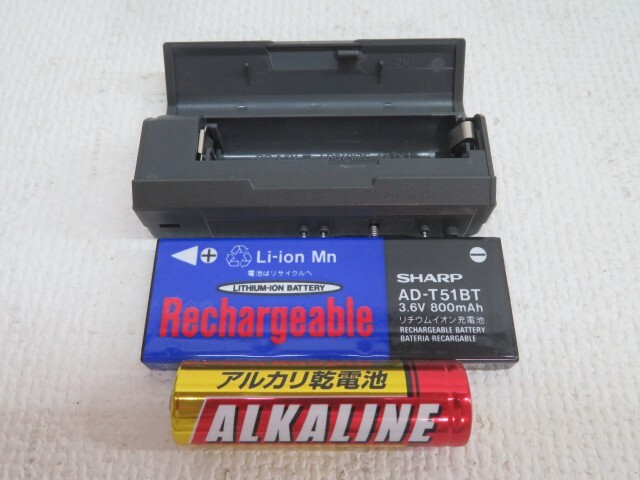 Li-ion Mn
電池はリサイクルへ
LITHIUM-ION BATTERY
Rechargeable
SHARP
AD-T51BT
3.6V 800mAh
リチウムイオン充電池
RECHARGEABLE BATTERY
BATERIA RECARGABLE
アルカリ乾電池
ALKALINE